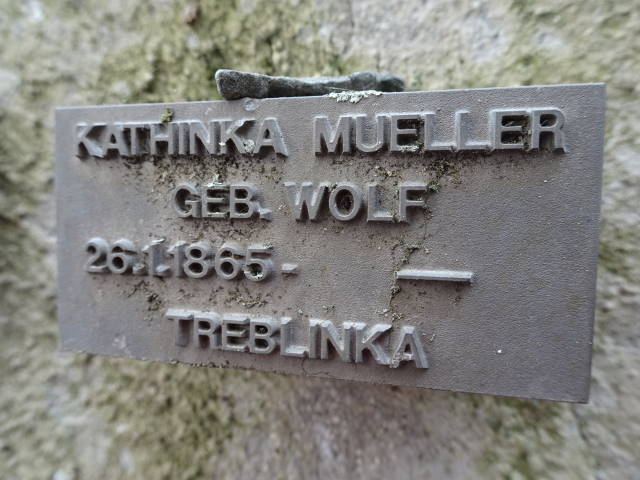 KATHINKA MUELLER
GEB. WOLF
26.1.1865- —
TREBLINKA